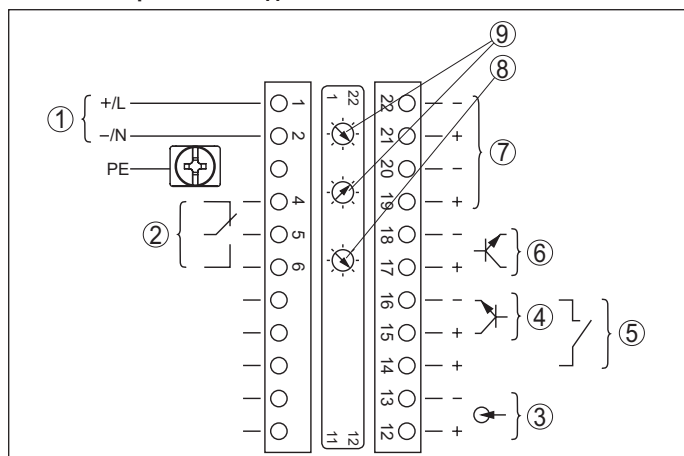 ⑨
⑧
① +/L 1 1 22 22 −
−/N 2 21 + ⑦
PE 20 −
② 4 19 +
5 18 − ⑥
6 17 +
16 − ④
15 + ⑤
14 +
13 − ③
11 12 12 +